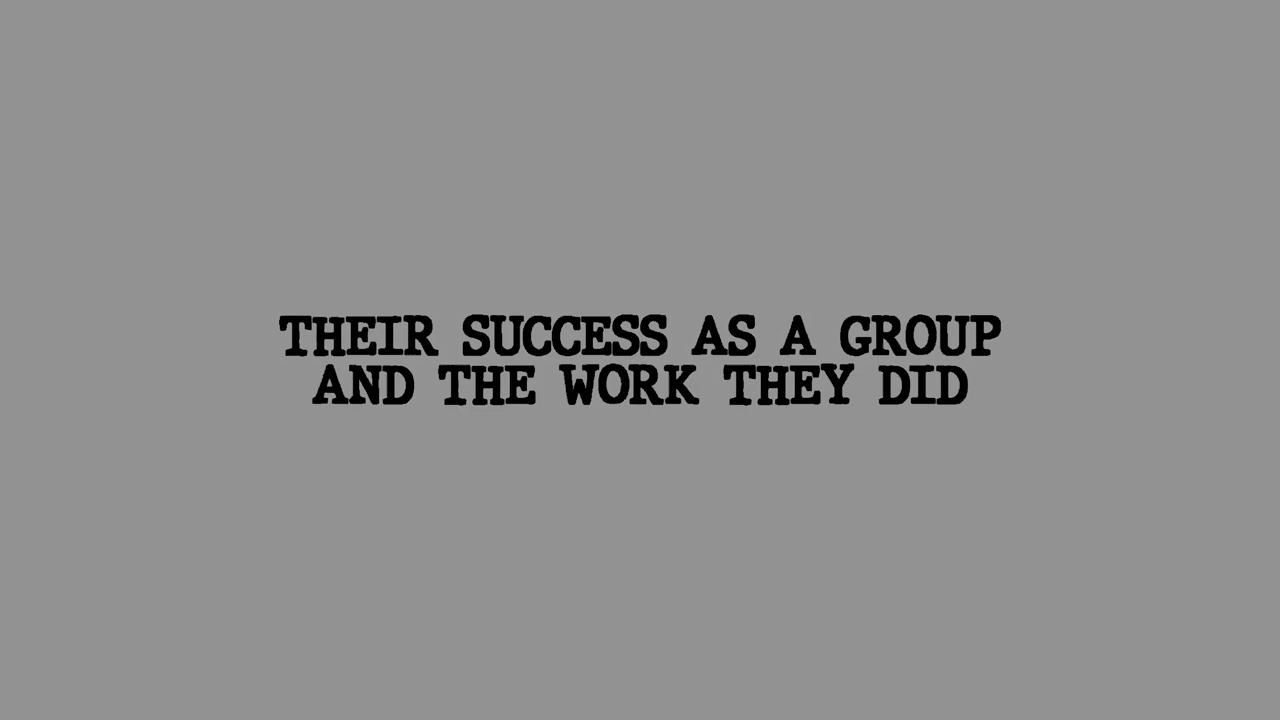 THEIR SUCCESS AS A GROUP
AND THE WORK THEY DID